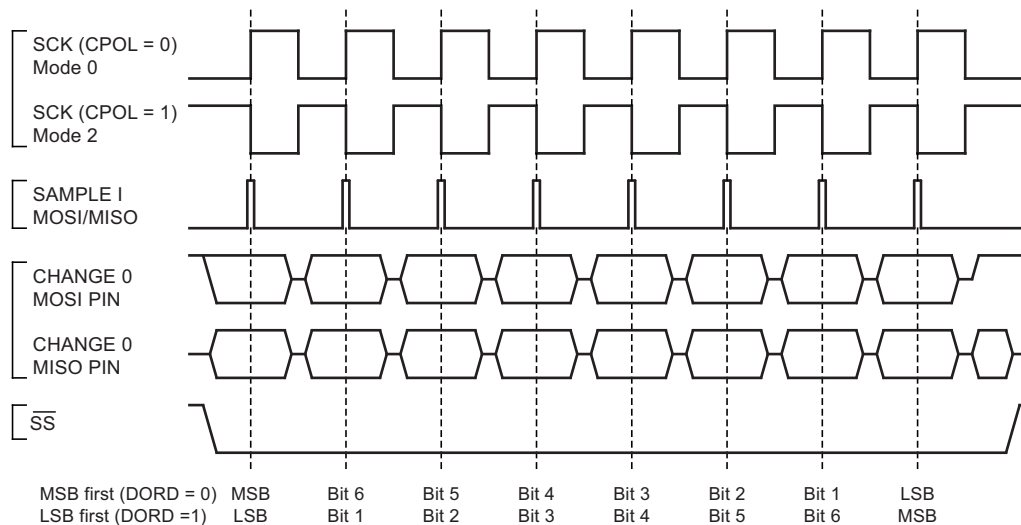 SCK (CPOL = 0)
Mode 0
SCK (CPOL = 1)
Mode 2
SAMPLE I
MOSI/MISO
CHANGE 0
MOSI PIN
CHANGE 0
MISO PIN
SS
MSB first (DORD = 0) MSB Bit 6 Bit 5 Bit 4 Bit 3 Bit 2 Bit 1 LSB
LSB first (DORD =1) LSB Bit 1 Bit 2 Bit 3 Bit 4 Bit 5 Bit 6 MSB